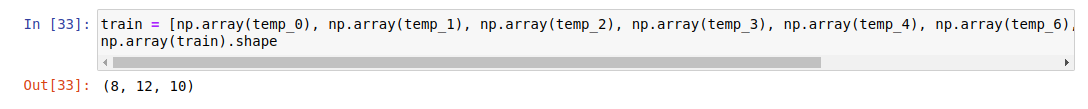 In [33]: train = [np.array(temp_0), np.array(temp_1), np.array(temp_2), np.array(temp_3), np.array(temp_4), np.array(temp_6),
np.array(train).shape
Out[33]: (8, 12, 10)